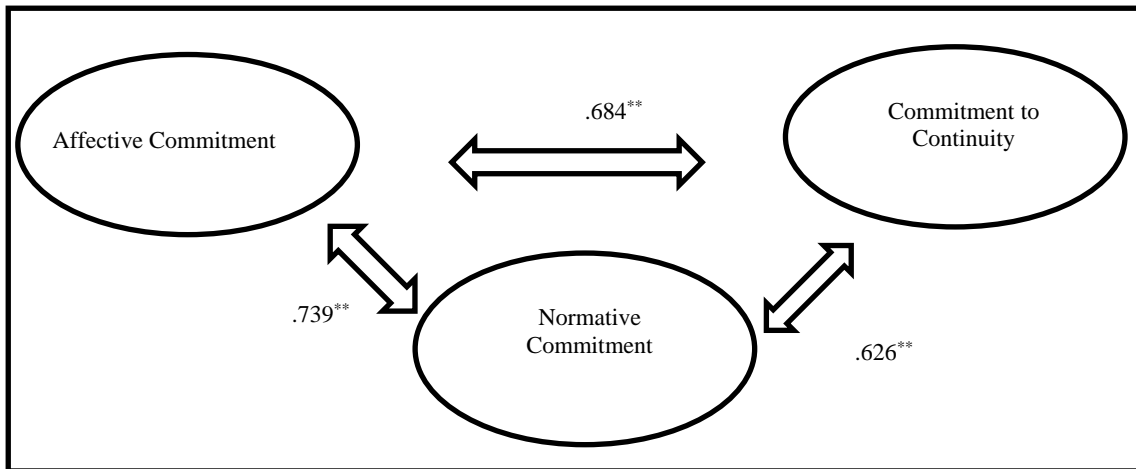 .684**
Affective Commitment
Commitment to
Continuity
.739**
Normative
Commitment
.626**